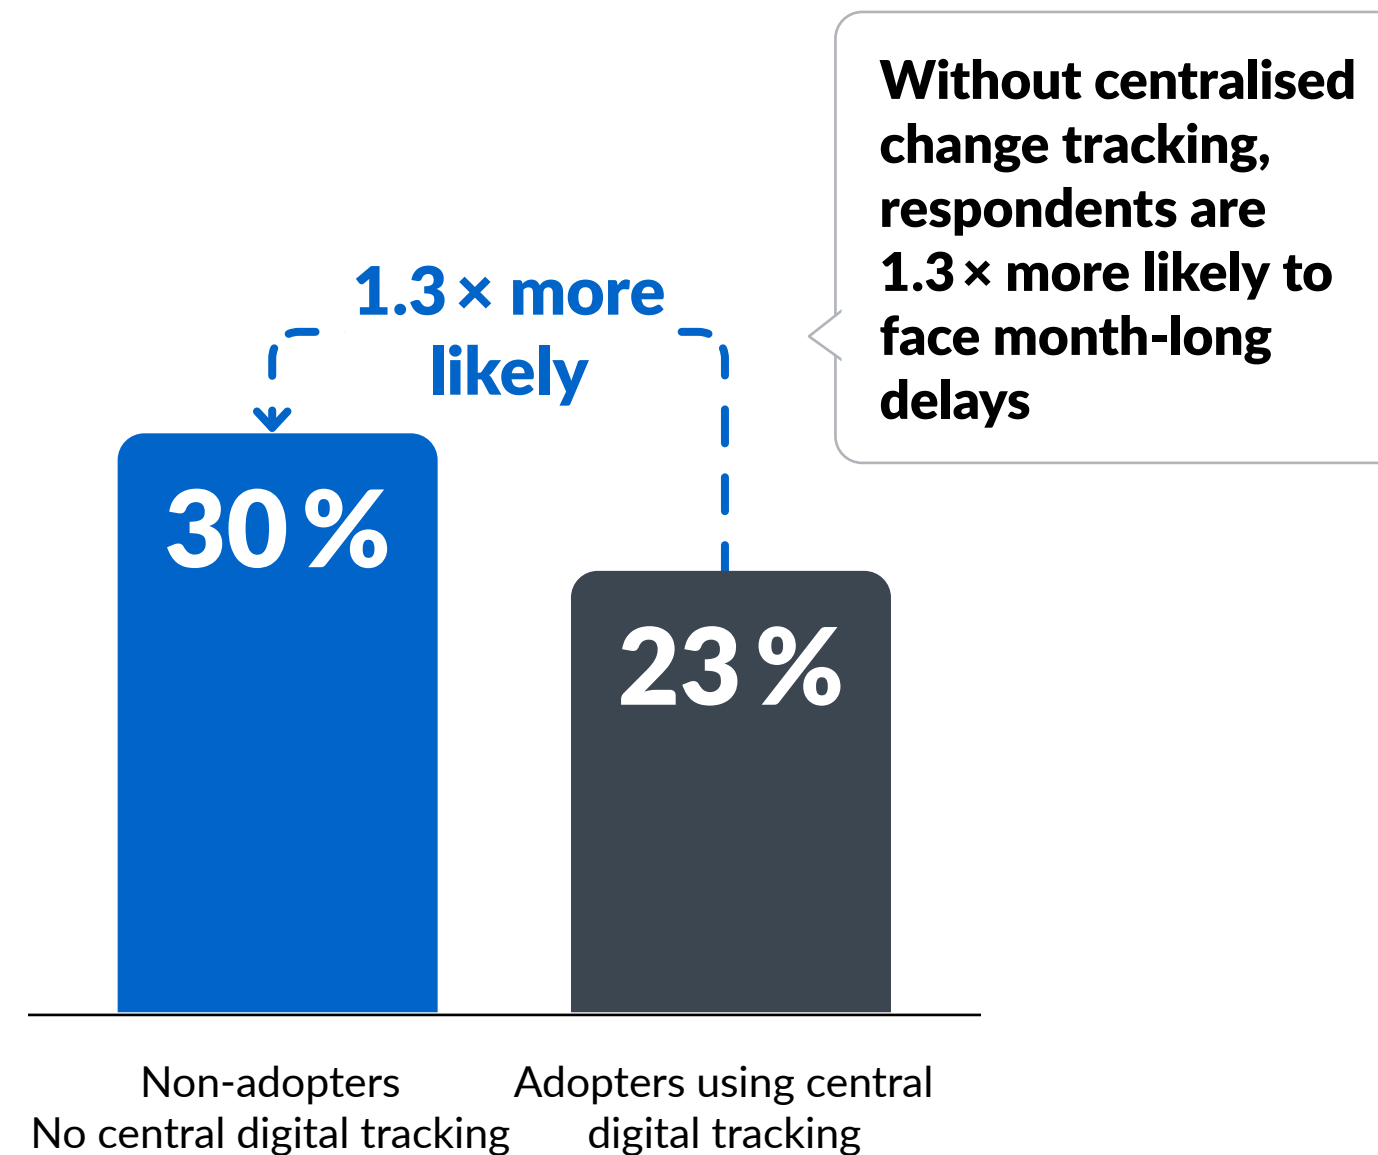 Without centralised
change tracking,
respondents are
1.3 × more likely to
face month-long
delays
1.3 × more
likely
30 %
23 %
Non-adopters
No central digital tracking
Adopters using central
digital tracking